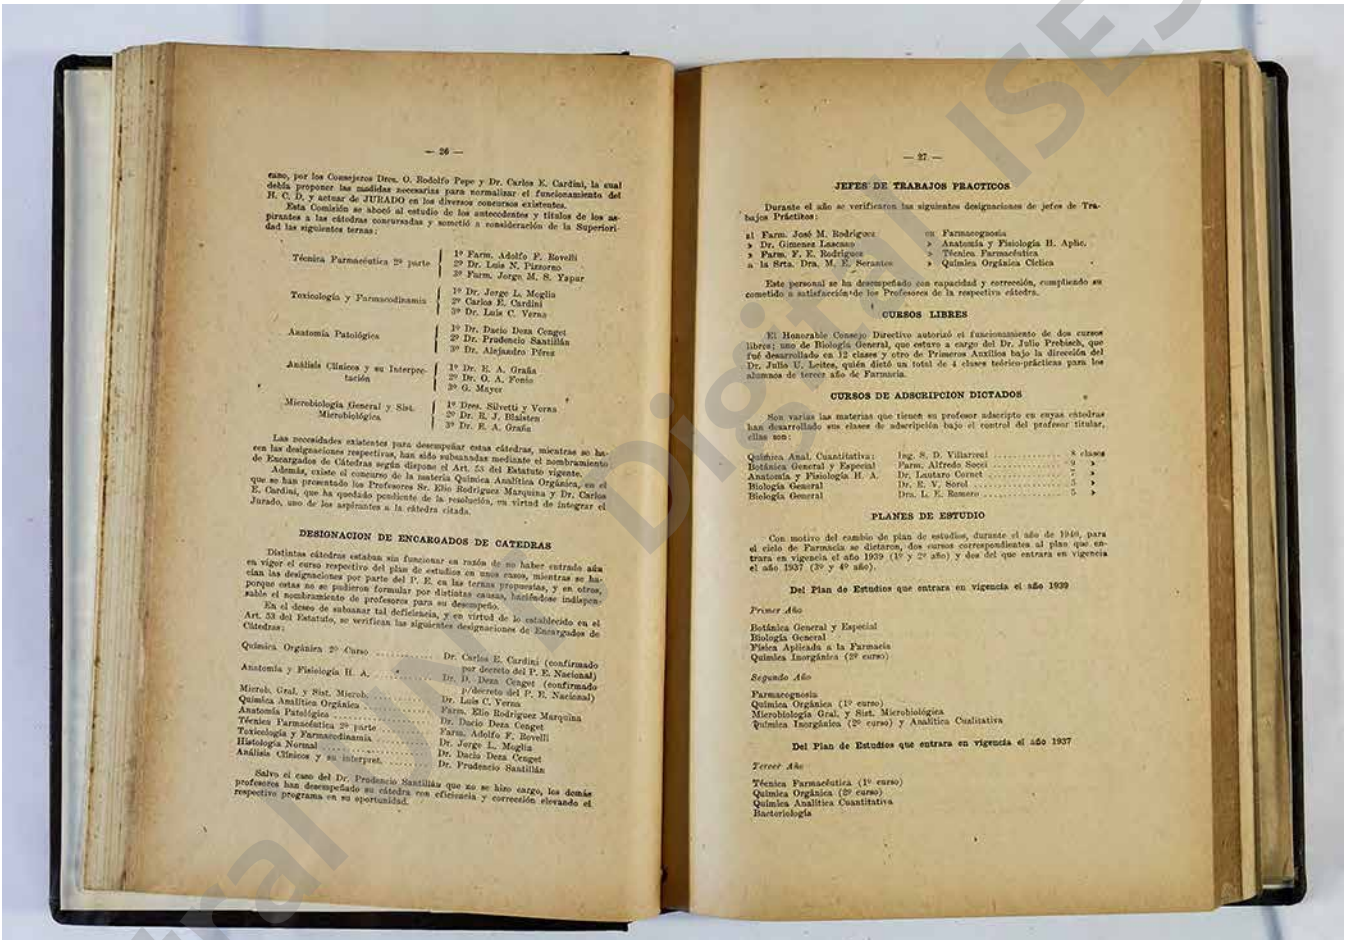 — 26 —
rano, por los Consejeros Dres. O. Rodolfo Pepe y Dr. Carlos E. Cardini, la cual
debía proponer las medidas necesarias para normalizar el funcionamiento del
H. C. D. y actuar de JURADO en los diversos concursos existentes.
Esta Comisión se abocó al estudio de los antecedentes y títulos de los as-
pirantes a las cátedras concursadas y sometió a consideración de la Superiori-
dad las siguientes ternas:
Técnica Farmacéutica 2º parte
1º Farm. Adolfo F. Rovelli
2º Dr. Luis N. Pizzorno
3º Farm. Jorge M. S. Yapur
Toxicología y Farmacodinamia
1º Dr. Jorge L. Moglia
2º Carlos E. Cardini
3º Dr. Luis C. Verna
Anatomía Patológica
1º Dr. Dacio Deza Cenget
2º Dr. Prudencio Santillán
3º Dr. Alejandro Pérez
Análisis Clínicos y su Interpre-
tación
1º Dr. E. A. Graña
2º Dr. O. A. Fonio
3º G. Mayer
Microbiología General y Sist.
Microbiológica
1º Dres. Silvetti y Verna
2º Dr. R. J. Blaisten
3º Dr. E. A. Graña
Las necesidades existentes para desempeñar estas cátedras, mientras se ha-
cen las designaciones respectivas, han sido subsanadas mediante el nombramiento
de Encargados de Cátedras según dispone el Art. 53 del Estatuto vigente.
Además, existe el concurso de la materia Química Analítica Orgánica, en el
que se han presentado los Profesores Sr. Elio Rodríguez Marquina y Dr. Carlos
E. Cardini, que ha quedado pendiente de la resolución, en virtud de integrar el
Jurado, uno de los aspirantes a la cátedra citada.
DESIGNACION DE ENCARGADOS DE CATEDRAS
Distintas cátedras estaban sin funcionar en razón de no haber entrado aún
en vigor el curso respectivo del plan de estudios en unos casos, mientras se ha-
cían las designaciones por parte del P. E. en las ternas propuestas, y en otros,
porque estas no se pudieron formular por distintas causas, haciéndose indispen-
sable el nombramiento de profesores para su desempeño.
En el deseo de subsanar tal deficiencia, y en virtud de lo establecido en el
Art. 53 del Estatuto, se verifican las siguientes designaciones de Encargados de
Cátedras:
Química Orgánica 2º Curso ............ Dr. Carlos E. Cardini (confirmado
por decreto del P. E. Nacional)
Anatomía y Fisiología H. A. ............ Dr. D. Deza Cenget (confirmado
p/decreto del P. E. Nacional)
Microb. Gral. y Sist. Microb. ............ Dr. Luis C. Verna
Química Analítica Orgánica ............ Farm. Elio Rodríguez Marquina
Anatomía Patológica ............ Dr. Dacio Deza Cenget
Técnica Farmacéutica 2º parte ............ Farm. Adolfo F. Rovelli
Toxicología y Farmacodinamia ............ Dr. Jorge L. Moglia
Histología Normal ............ Dr. Dacio Deza Cenget
Análisis Clínicos y su interpret. ............ Dr. Prudencio Santillán
Salvo el caso del Dr. Prudencio Santillán que no se hizo cargo, los demás
profesores han desempeñado su cátedra con eficiencia y corrección elevando el
respectivo programa en su oportunidad.
— 27 —
JEFES DE TRABAJOS PRACTICOS
Durante el año se verificaron las siguientes designaciones de jefes de Tra-
bajos Prácticos:
al Farm. José M. Rodríguez en Farmacognosia
» Dr. Gimenez Lascano » Anatomía y Fisiología H. Aplic.
» Farm. F. E. Rodríguez » Técnica Farmacéutica
a la Srta. Dra. M. E. Serantes » Química Orgánica Cíclica
Este personal se ha desempeñado con capacidad y corrección, cumpliendo su
cometido a satisfacción de los Profesores de la respectiva cátedra.
CURSOS LIBRES
El Honorable Consejo Directivo autorizó el funcionamiento de dos cursos
libres; uno de Biología General, que estuvo a cargo del Dr. Julio Prebisch, que
fué desarrollado en 12 clases y otro de Primeros Auxilios bajo la dirección del
Dr. Julio U. Leites, quién dictó un total de 4 clases teórico-prácticas para los
alumnos de tercer año de Farmacia.
CURSOS DE ADSCRIPCION DICTADOS
Son varias las materias que tienen su profesor adscripto en cuyas cátedras
han desarrollado sus clases de adscripción bajo el control del profesor titular,
ellas son:
Química Anal. Cuantitativa: Ing. S. D. Villarreal ............ 8 clases
Botánica General y Especial Farm. Alfredo Socci ............ 9 »
Anatomía y Fisiología H. A. Dr. Lautaro Cornet ............ 7 »
Biología General Dr. E. V. Sorol ............ 5 »
Biología General Dra. L. E. Romero ............ 5 »
PLANES DE ESTUDIO
Con motivo del cambio de plan de estudios, durante el año de 1940, para
el ciclo de Farmacia se dictaron, dos cursos correspondientes al plan que en-
trara en vigencia el año 1939 (1º y 2º año) y dos del que entrara en vigencia
el año 1937 (3º y 4º año).
Del Plan de Estudios que entrara en vigencia el año 1939
Primer Año
Botánica General y Especial
Biología General
Física Aplicada a la Farmacia
Química Inorgánica (2º curso)
Segundo Año
Farmacognosia
Química Orgánica (1º curso)
Microbiología Gral. y Sist. Microbiológica
Química Inorgánica (2º curso) y Analítica Cualitativa
Del Plan de Estudios que entrara en vigencia el año 1937
Tercer Año
Técnica Farmacéutica (1º curso)
Química Orgánica (2º curso)
Química Analítica Cuantitativa
Bacteriología
Digital ISES